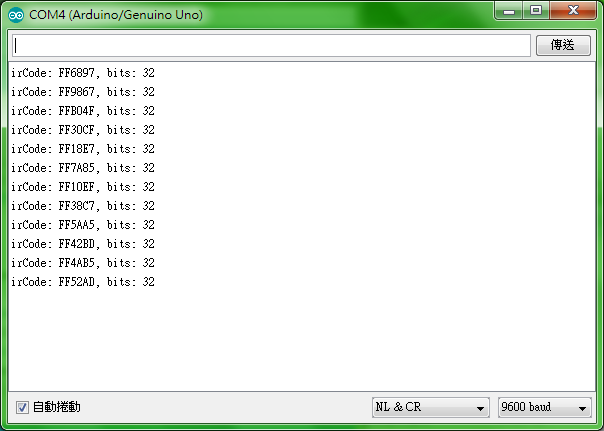 COM4 (Arduino/Genuino Uno)
傳送
irCode: FF6897, bits: 32
irCode: FF9867, bits: 32
irCode: FFB04F, bits: 32
irCode: FF30CF, bits: 32
irCode: FF18E7, bits: 32
irCode: FF7A85, bits: 32
irCode: FF10EF, bits: 32
irCode: FF38C7, bits: 32
irCode: FF5AA5, bits: 32
irCode: FF42BD, bits: 32
irCode: FF4AB5, bits: 32
irCode: FF52AD, bits: 32
自動捲動
NL & CR
9600 baud